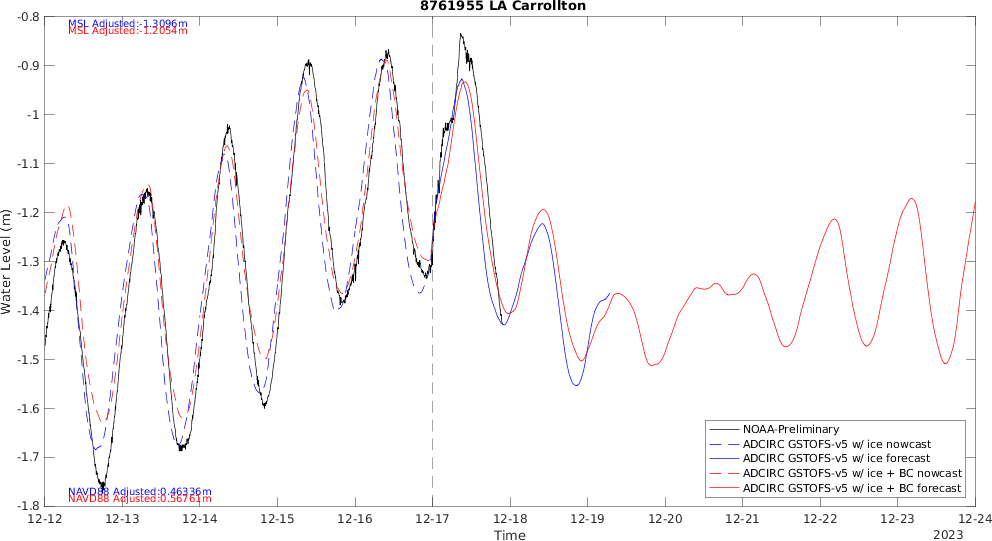 8761955 LA Carrollton
MSL Adjusted:-1.3096m
MSL Adjusted:-1.2054m
-0.8
-0.9
-1
-1.1
-1.2
-1.3
-1.4
-1.5
-1.6
-1.7
-1.8
Water Level (m)
NAVD88 Adjusted:0.46336m
NAVD88 Adjusted:0.56761m
NOAA-Preliminary
ADCIRC GSTOFS-v5 w/ ice nowcast
ADCIRC GSTOFS-v5 w/ ice forecast
ADCIRC GSTOFS-v5 w/ ice + BC nowcast
ADCIRC GSTOFS-v5 w/ ice + BC forecast
12-12 12-13 12-14 12-15 12-16 12-17 12-18 12-19 12-20 12-21 12-22 12-23 12-24
Time
2023